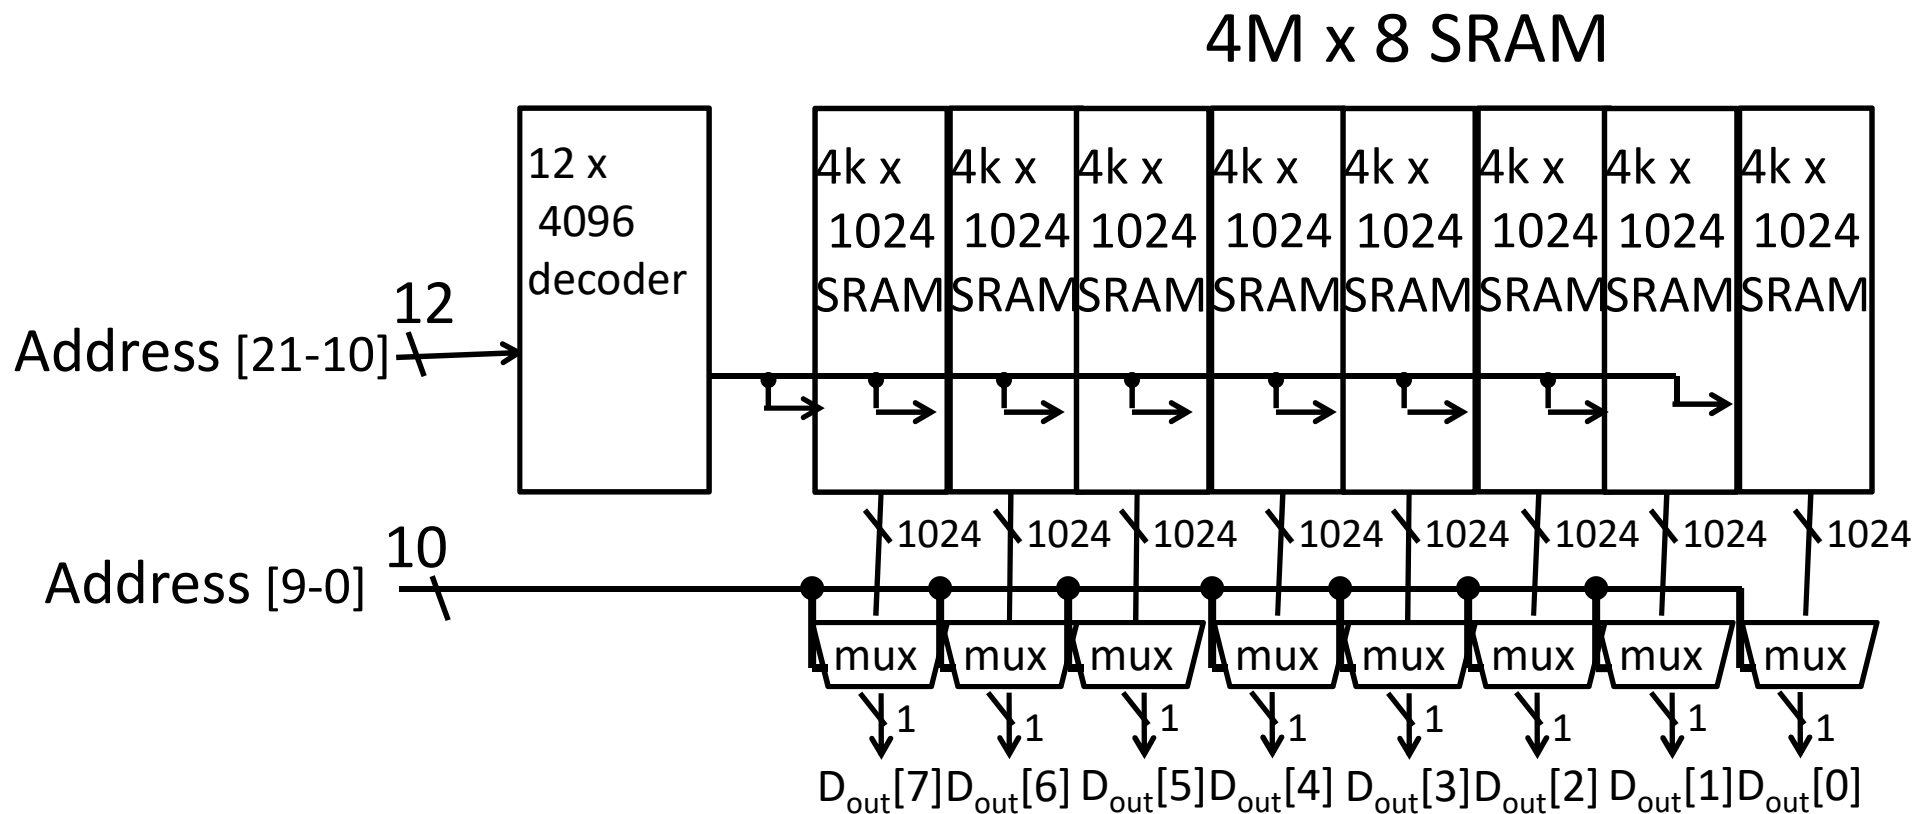 4M x 8 SRAM
12 x
4096
decoder
4k x
1024
SRAM
4k x
1024
SRAM
4k x
1024
SRAM
4k x
1024
SRAM
4k x
1024
SRAM
4k x
1024
SRAM
4k x
1024
SRAM
4k x
1024
SRAM
12
Address [21-10]
1024
1024
1024
1024
1024
1024
1024
1024
10
Address [9-0]
mux
mux
mux
mux
mux
mux
mux
mux
1
1
1
1
1
1
1
1
Dout[7]
Dout[6]
Dout[5]
Dout[4]
Dout[3]
Dout[2]
Dout[1]
Dout[0]